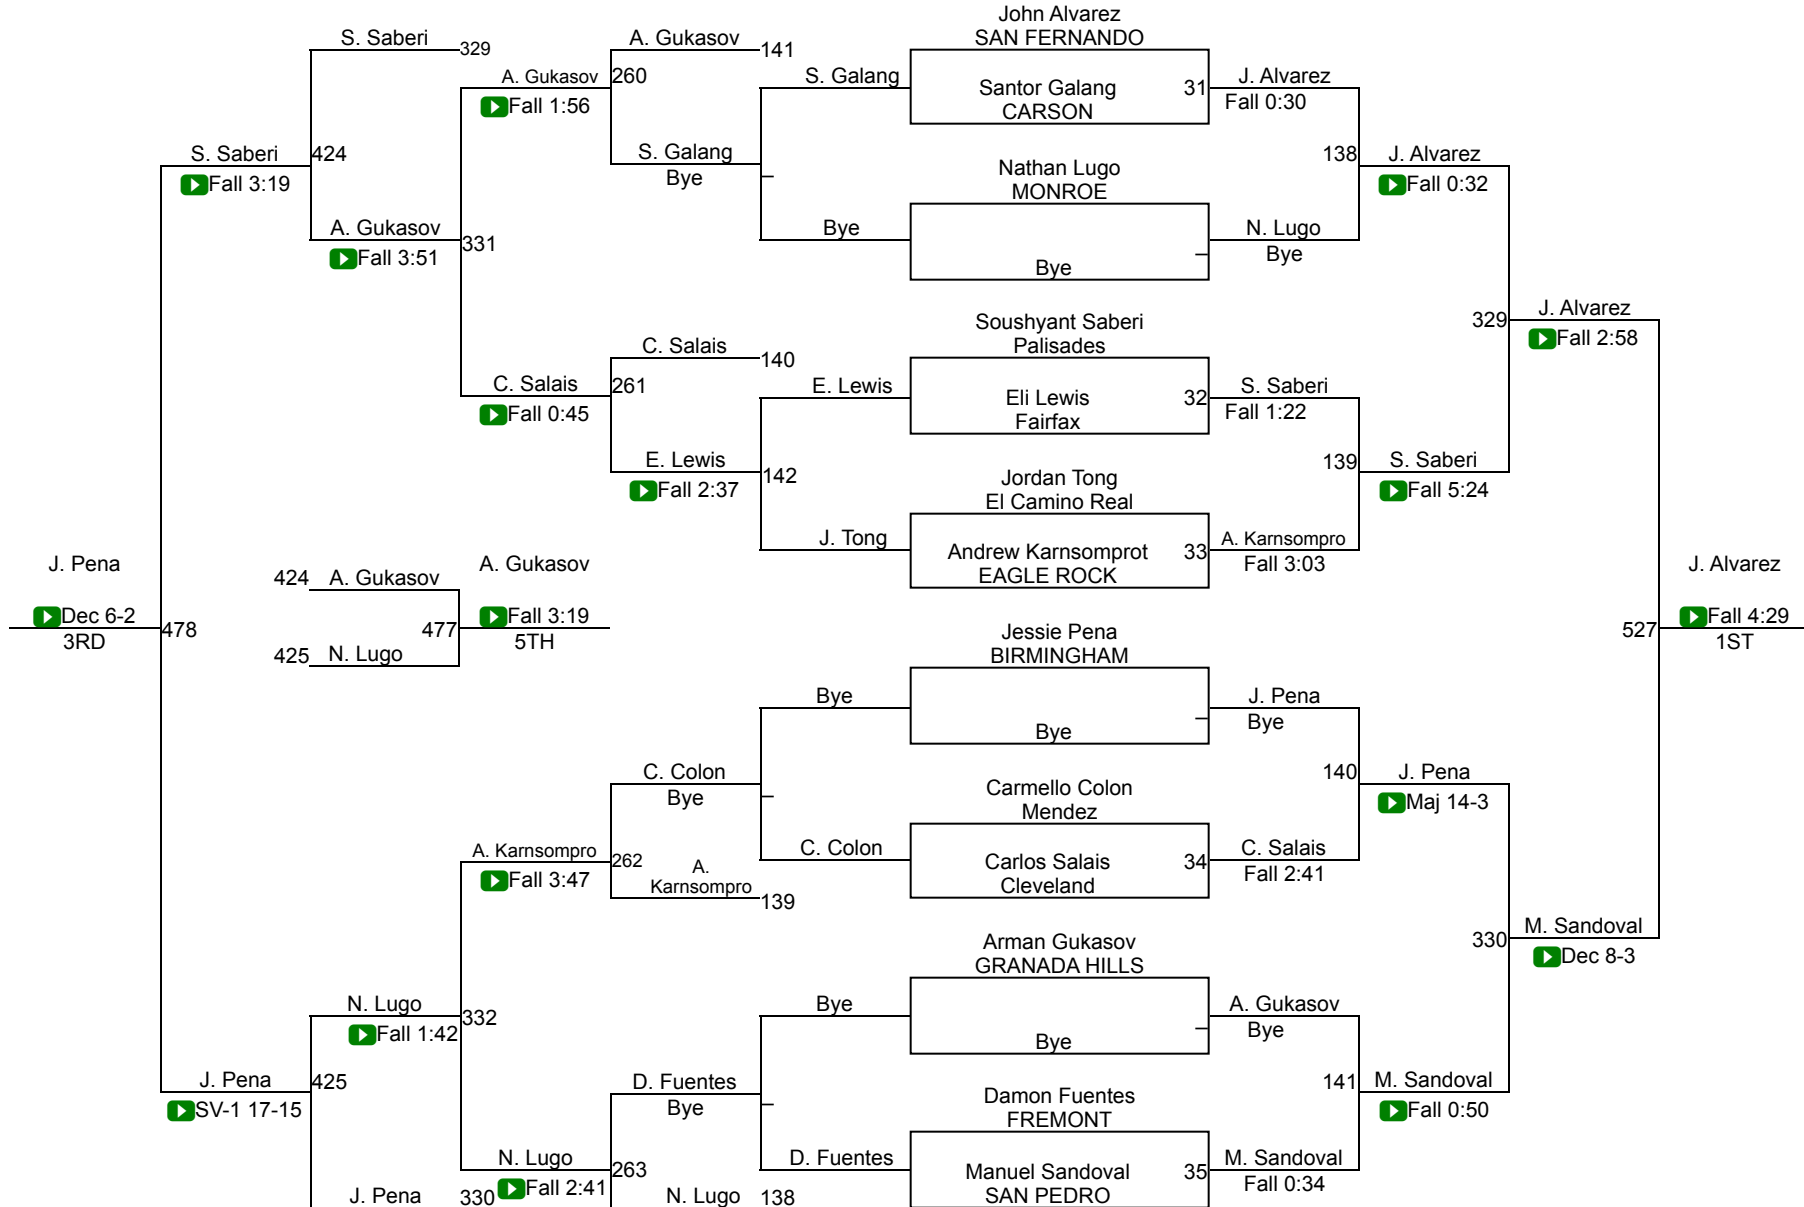 John Alvarez
SAN FERNANDO
S. Saberi
329
A. Gukasov
141
A. Gukasov
260
Fall 1:56
S. Galang
Santor Galang
CARSON
31
J. Alvarez
Fall 0:30
S. Saberi
424
Fall 3:19
S. Galang
Bye
Nathan Lugo
MONROE
138
J. Alvarez
Fall 0:32
A. Gukasov
331
Fall 3:51
Bye
Bye
N. Lugo
Bye
C. Salais
140
Soushyant Saberi
Palisades
329
J. Alvarez
Fall 2:58
C. Salais
261
Fall 0:45
E. Lewis
Eli Lewis
Fairfax
32
S. Saberi
Fall 1:22
E. Lewis
142
Fall 2:37
Jordan Tong
El Camino Real
139
S. Saberi
Fall 5:24
J. Tong
Andrew Karnsomprot
EAGLE ROCK
33
A. Karnsompro
Fall 3:03
J. Pena
Dec 6-2
3RD
478
424
A. Gukasov
425
N. Lugo
477
A. Gukasov
Fall 3:19
5TH
527
J. Alvarez
Fall 4:29
1ST
Jessie Pena
BIRMINGHAM
Bye
Bye
J. Pena
Bye
C. Colon
Bye
Carmello Colon
Mendez
140
J. Pena
Maj 14-3
A. Karnsompro
262
Fall 3:47
A.
Karnsompro
139
C. Colon
Carlos Salais
Cleveland
34
C. Salais
Fall 2:41
Arman Gukasov
GRANADA HILLS
330
M. Sandoval
Dec 8-3
N. Lugo
332
Fall 1:42
Bye
Bye
A. Gukasov
Bye
J. Pena
425
SV-1 17-15
D. Fuentes
Bye
Damon Fuentes
FREMONT
141
M. Sandoval
Fall 0:50
N. Lugo
263
Fall 2:41
D. Fuentes
Manuel Sandoval
SAN PEDRO
35
M. Sandoval
Fall 0:34
J. Pena
330
N. Lugo
138